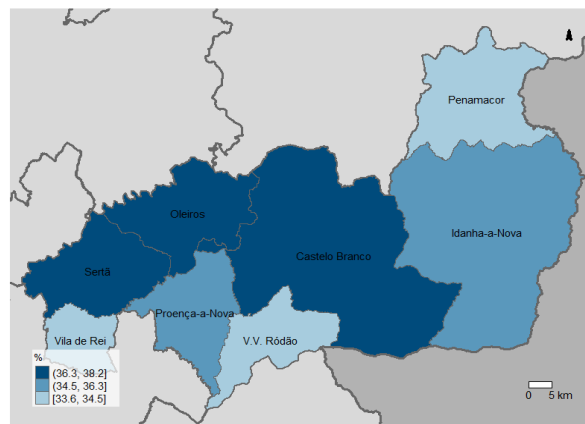 Penamacor
Oleiros
Idanha-a-Nova
Castelo Branco
Sertã
Proença-a-Nova
Vila de Rei
V.V. Ródão
%
(36.3, 38.2]
(34.5, 36.3]
[33.6, 34.5]
0 5 km